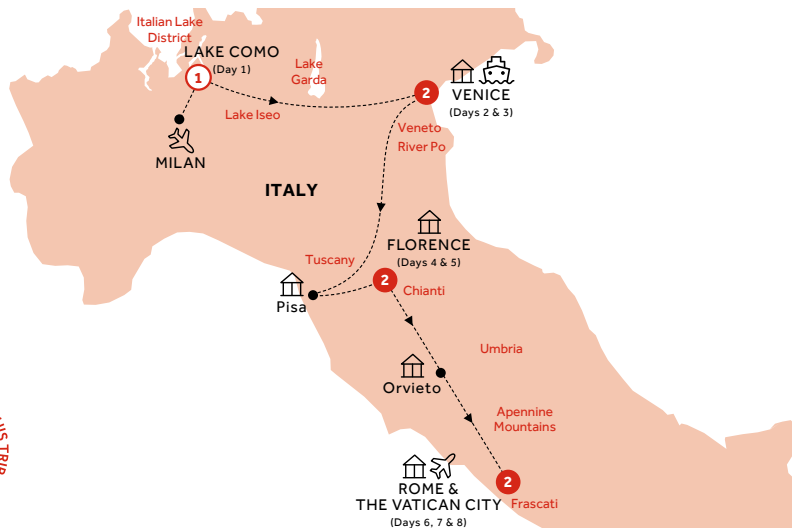 Italian Lake
District
LAKE COMO
(Day 1)
1
Lake
Garda
Lake Iseo
MILAN
2
VENICE
(Days 2 & 3)
Veneto
River Po
ITALY
FLORENCE
(Days 4 & 5)
Tuscany
2
Chianti
Pisa
Umbria
Orvieto
Apennine
Mountains
2
ROME &
THE VATICAN CITY
Frascati
(Days 6, 7 & 8)
TRIP